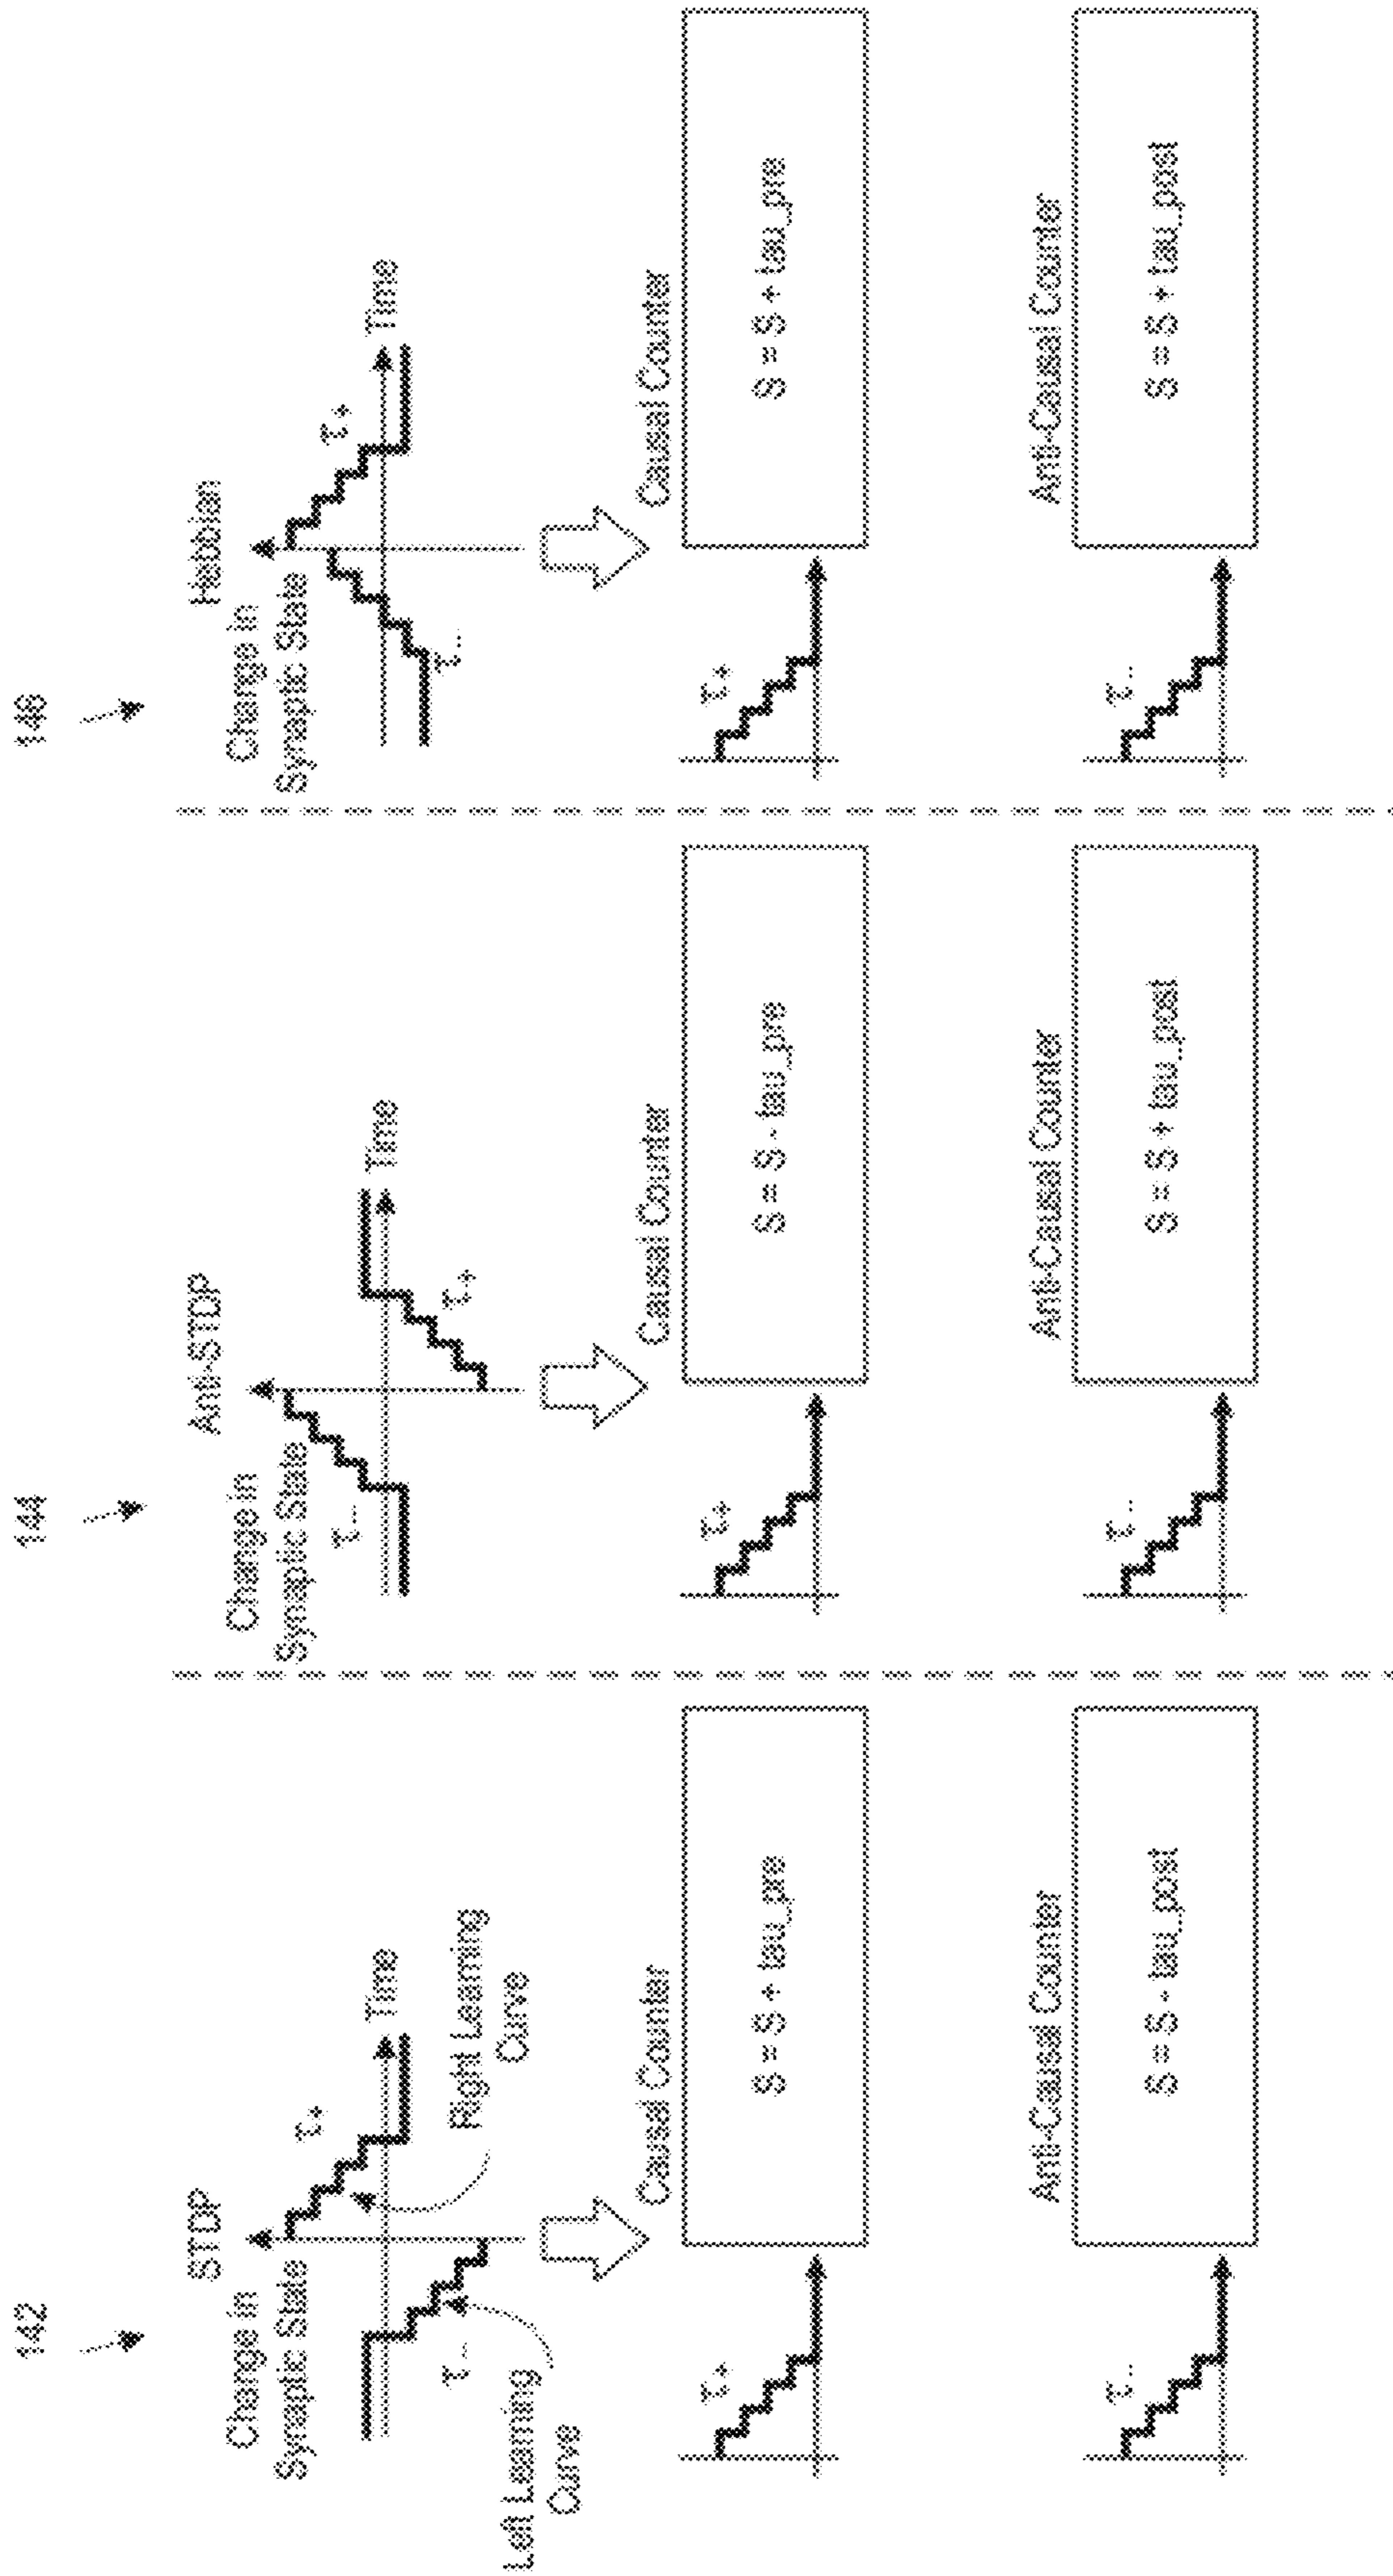 142
STDP
Change in
Synaptic State
τ+
Time
τ-
Right Learning
Curve
Left Learning
Curve
Causal Counter
τ+
S = S + tau_pre
Anti-Causal Counter
τ-
S = S - tau_post
144
Anti-STDP
Change in
Synaptic State
τ-
Time
τ+
Causal Counter
τ+
S = S - tau_pre
Anti-Causal Counter
τ-
S = S + tau_post
146
Hebbian
Change in
Synaptic State
τ+
Time
τ-
Causal Counter
τ+
S = S + tau_pre
Anti-Causal Counter
τ-
S = S + tau_post